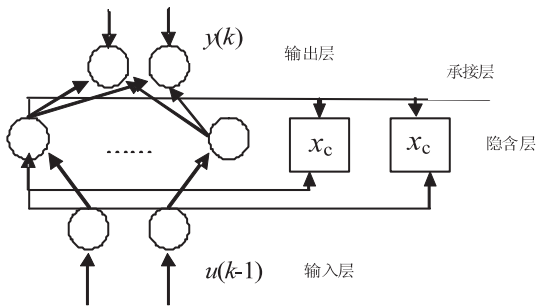 y(k) 输出层
承接层
x_c x_c 隐含层
......
u(k-1) 输入层